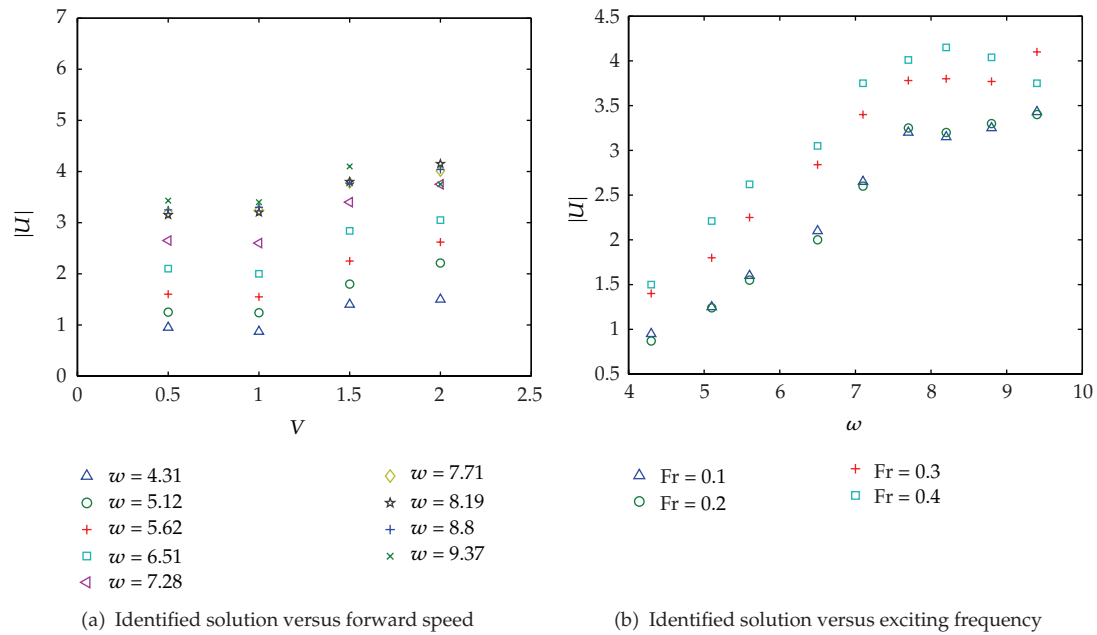 7
6
5
4
3
2
1
0
|U|
0 0.5 1 1.5 2 2.5
V
w = 4.31
w = 5.12
w = 5.62
w = 6.51
w = 7.28
w = 7.71
w = 8.19
w = 8.8
w = 9.37
(a) Identified solution versus forward speed
4.5
4
3.5
3
2.5
2
1.5
1
0.5
|U|
4 5 6 7 8 9 10
ω
Fr = 0.1
Fr = 0.2
Fr = 0.3
Fr = 0.4
(b) Identified solution versus exciting frequency